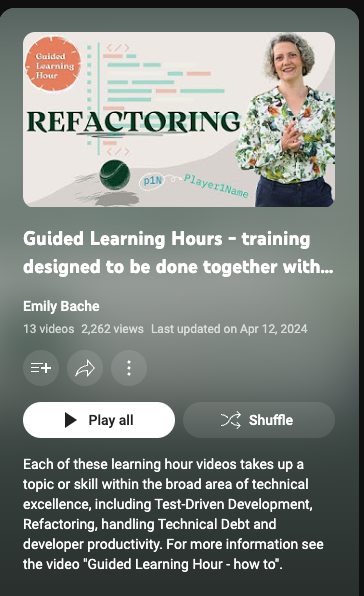 Guided
Learning
Hour
</>
REFACTORING
</>
p1N
Player1Name
Guided Learning Hours - training
designed to be done together with...
Emily Bache
13 videos 2,262 views Last updated on Apr 12, 2024
Play all
Shuffle
Each of these learning hour videos takes up a
topic or skill within the broad area of technical
excellence, including Test-Driven Development,
Refactoring, handling Technical Debt and
developer productivity. For more information see
the video "Guided Learning Hour - how to".